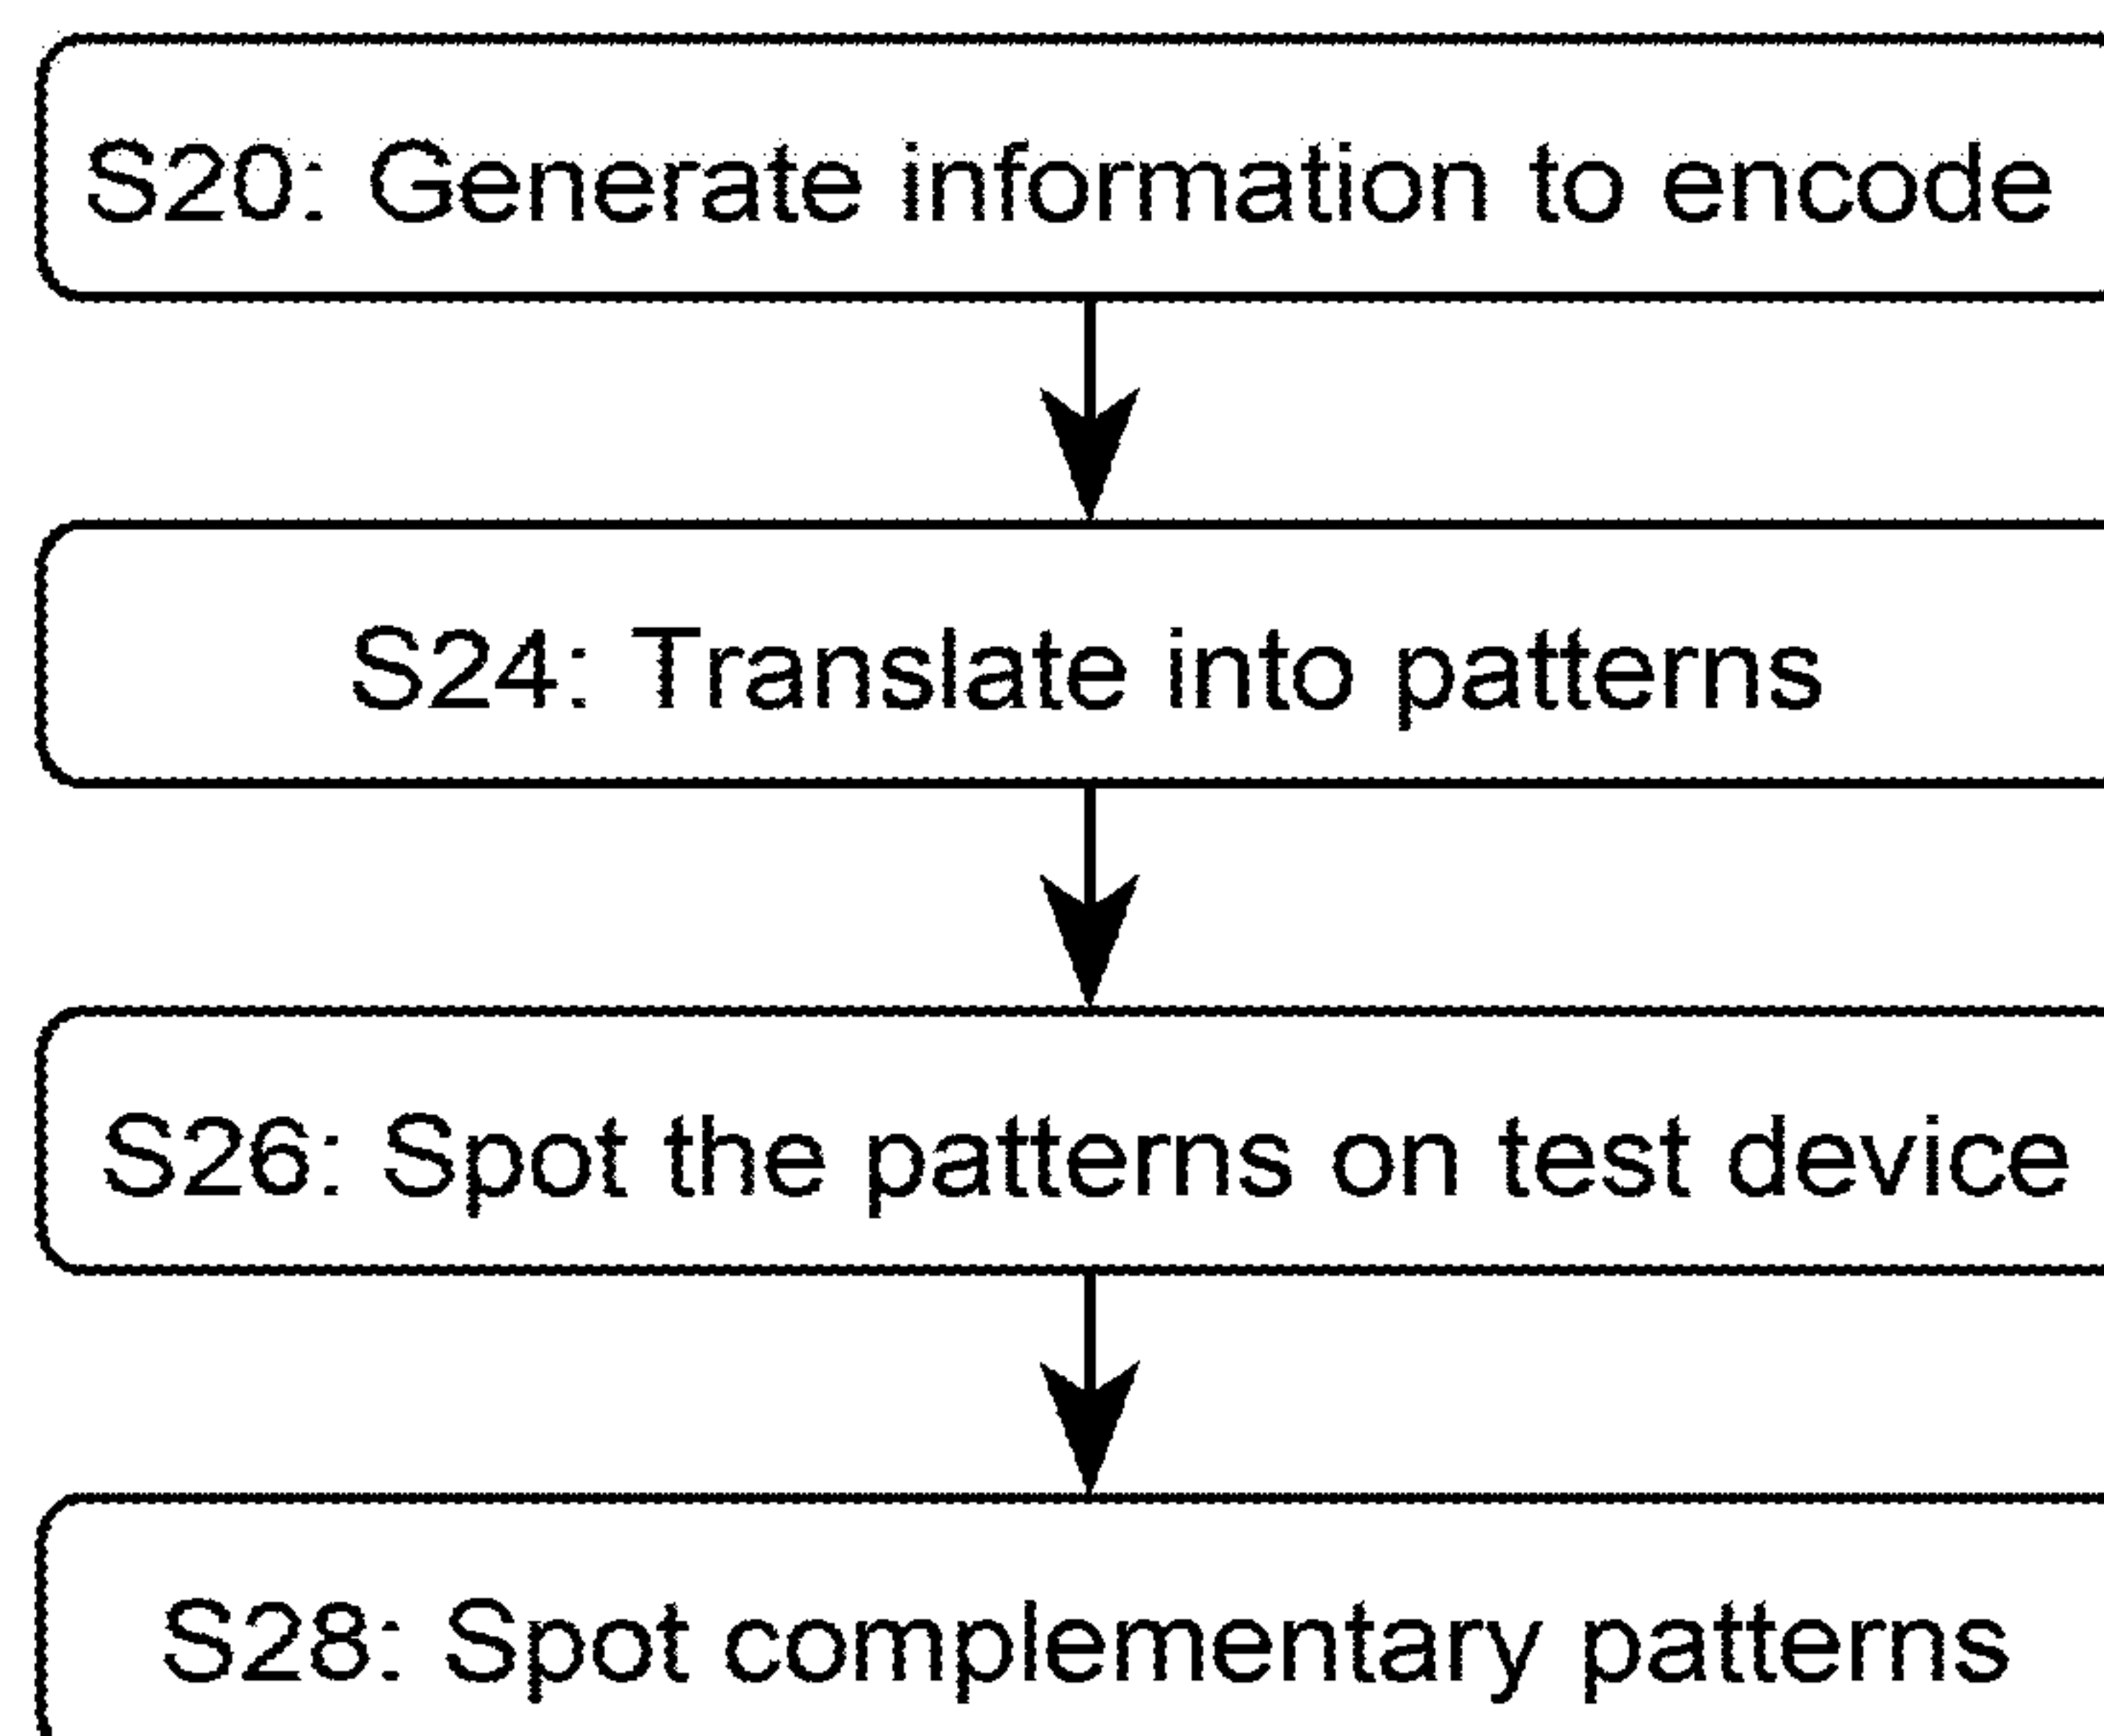 S20: Generate information to encode
S24: Translate into patterns
S26: Spot the patterns on test device
S28: Spot complementary patterns